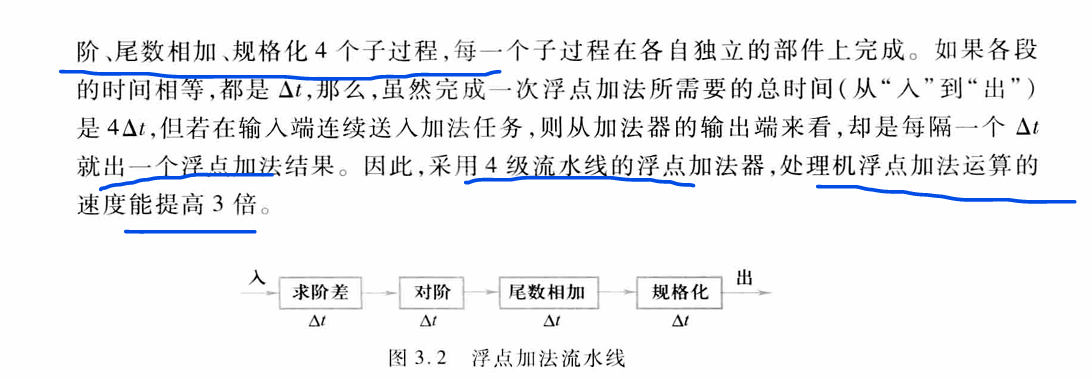 阶、尾数相加、规格化 4 个子过程,每一个子过程在各自独立的部件上完成。如果各段
的时间相等,都是 Δt,那么,虽然完成一次浮点加法所需要的总时间(从“入”到“出”)
是 4Δt,但若在输入端连续送入加法任务,则从加法器的输出端来看,却是每隔一个 Δt
就出一个浮点加法结果。因此,采用 4 级流水线的浮点加法器,处理机浮点加法运算的
速度能提高 3 倍。
入 求阶差 对阶 尾数相加 规格化 出
Δt Δt Δt Δt
图 3.2 浮点加法流水线